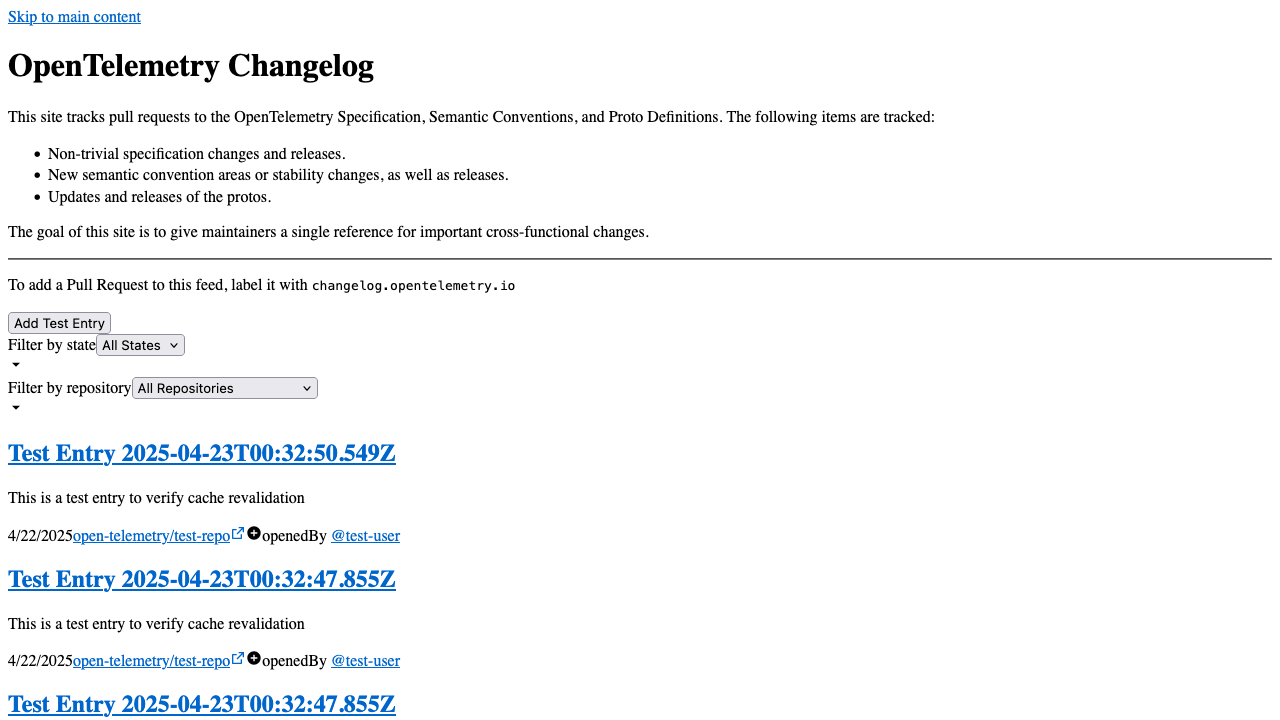 Skip to main content
OpenTelemetry Changelog
This site tracks pull requests to the OpenTelemetry Specification, Semantic Conventions, and Proto Definitions. The following items are tracked:
Non-trivial specification changes and releases.
New semantic convention areas or stability changes, as well as releases.
Updates and releases of the protos.
The goal of this site is to give maintainers a single reference for important cross-functional changes.
To add a Pull Request to this feed, label it with changelog.opentelemetry.io
Add Test Entry
Filter by state All States
Filter by repository All Repositories
Test Entry 2025-04-23T00:32:50.549Z
This is a test entry to verify cache revalidation
4/22/2025open-telemetry/test-repo openedBy @test-user
Test Entry 2025-04-23T00:32:47.855Z
This is a test entry to verify cache revalidation
4/22/2025open-telemetry/test-repo openedBy @test-user
Test Entry 2025-04-23T00:32:47.855Z